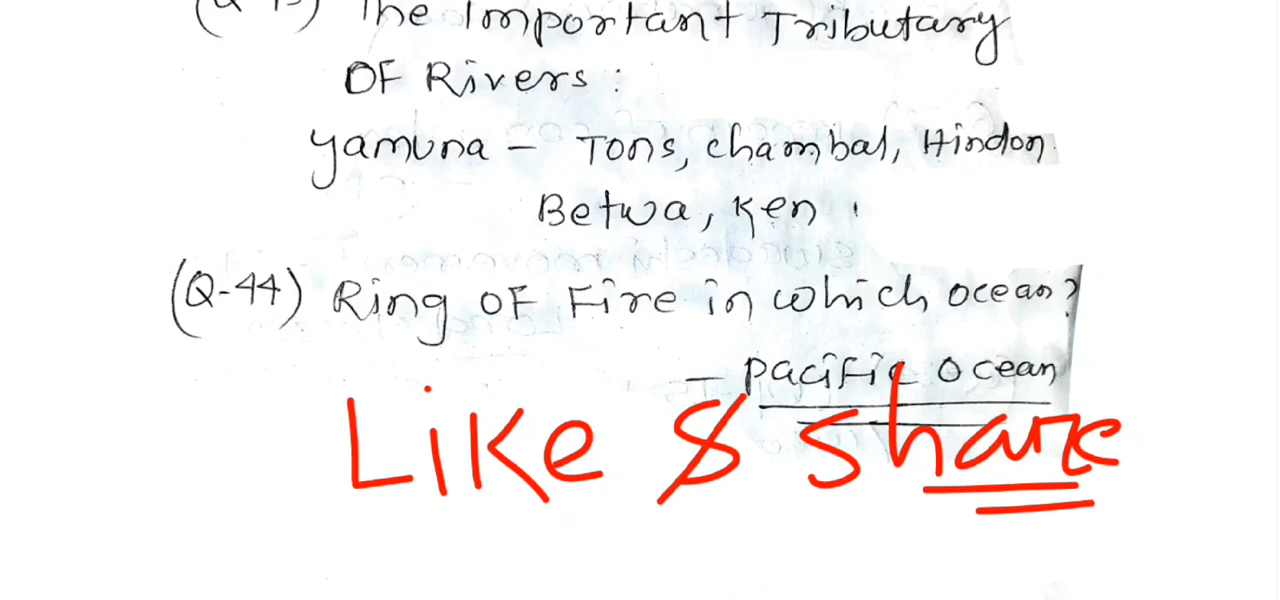 The Important Tributary
OF Rivers :
Yamuna - Tons, Chambal, Hindon
Betwa, Ken .
(Q-44) Ring OF Fire in which ocean?
- Pacific Ocean
Like & Share